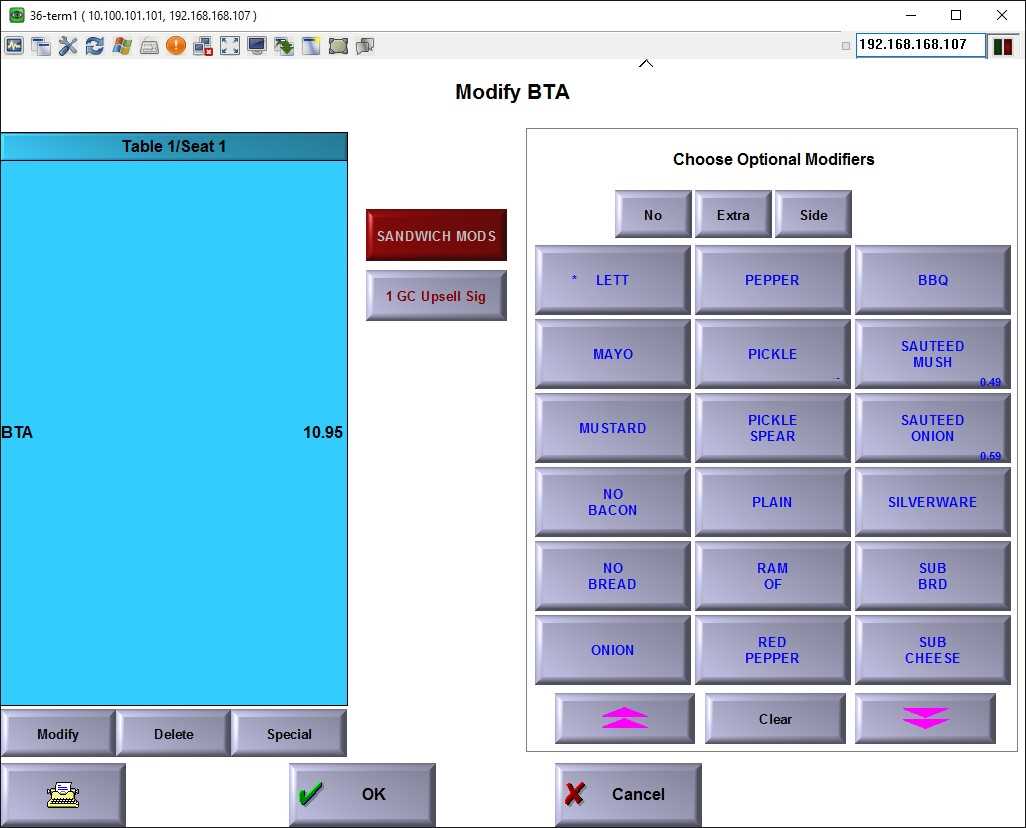 36-term1 ( 10.100.101.101, 192.168.168.107 )
192.168.168.107
Modify BTA
Table 1/Seat 1
BTA 10.95
SANDWICH MODS
1 GC Upsell Sig
Choose Optional Modifiers
No Extra Side
* LETT
PEPPER
BBQ
MAYO
PICKLE
-
SAUTEED
MUSH
0.49
MUSTARD
PICKLE
SPEAR
SAUTEED
ONION
0.59
NO
BACON
PLAIN
SILVERWARE
NO
BREAD
RAM
OF
SUB
BRD
ONION
RED
PEPPER
SUB
CHEESE
Clear
Modify Delete Special
OK
Cancel